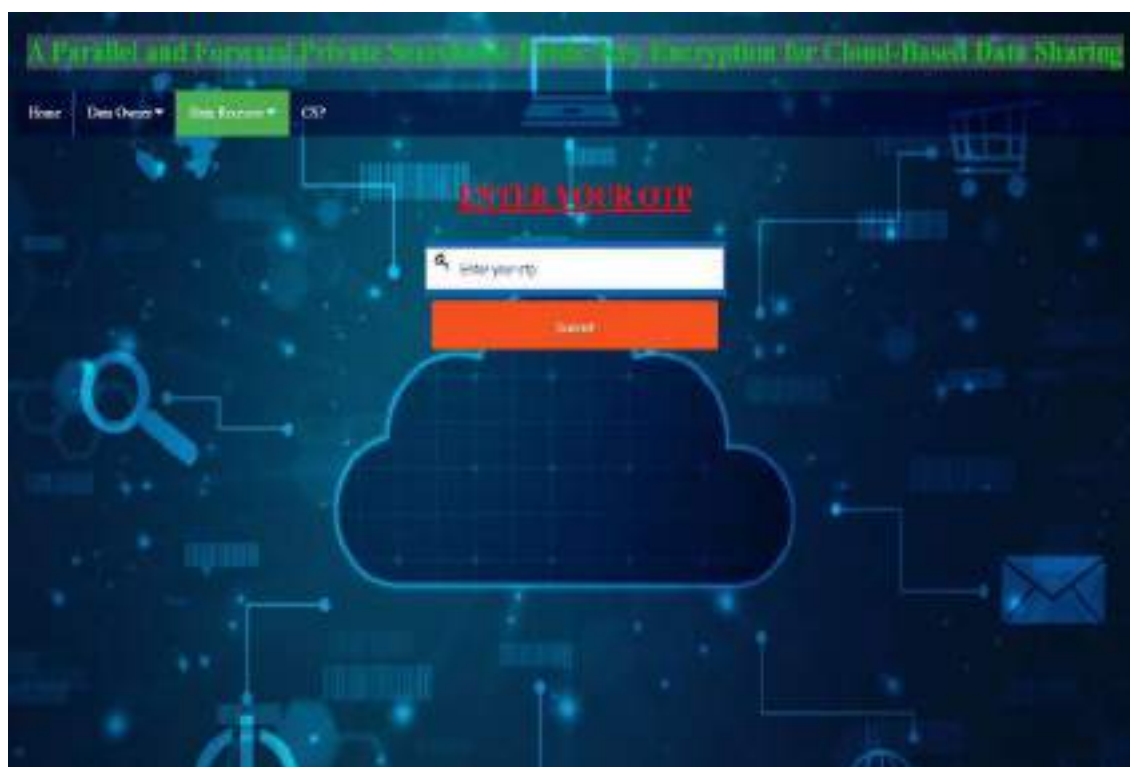 A Parallel and Forward Private Searchable Public-Key Encryption for Cloud-Based Data Sharing
Home Data Owner Data Receiver CSP
ENTER YOUR OTP
Enter your otp
Submit